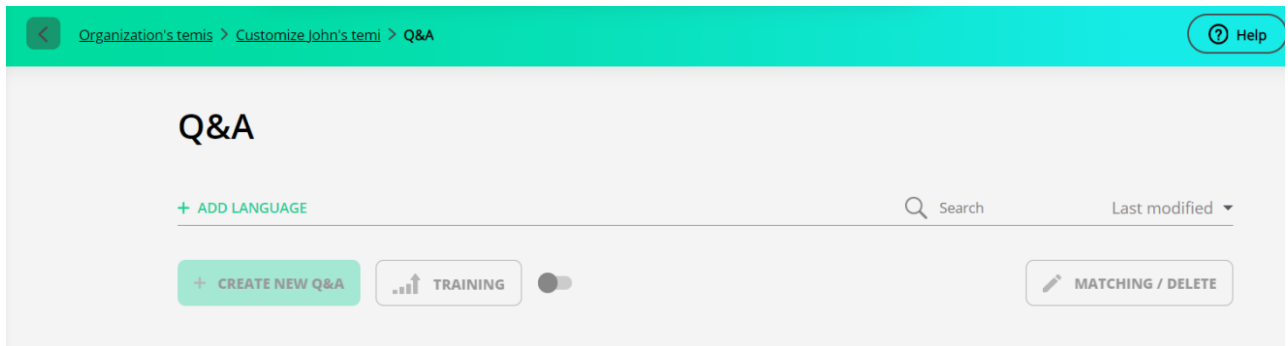 Organization's temis > Customize John's temi > Q&A
Help
Q&A
+ ADD LANGUAGE
Search
Last modified
+ CREATE NEW Q&A
TRAINING
MATCHING / DELETE